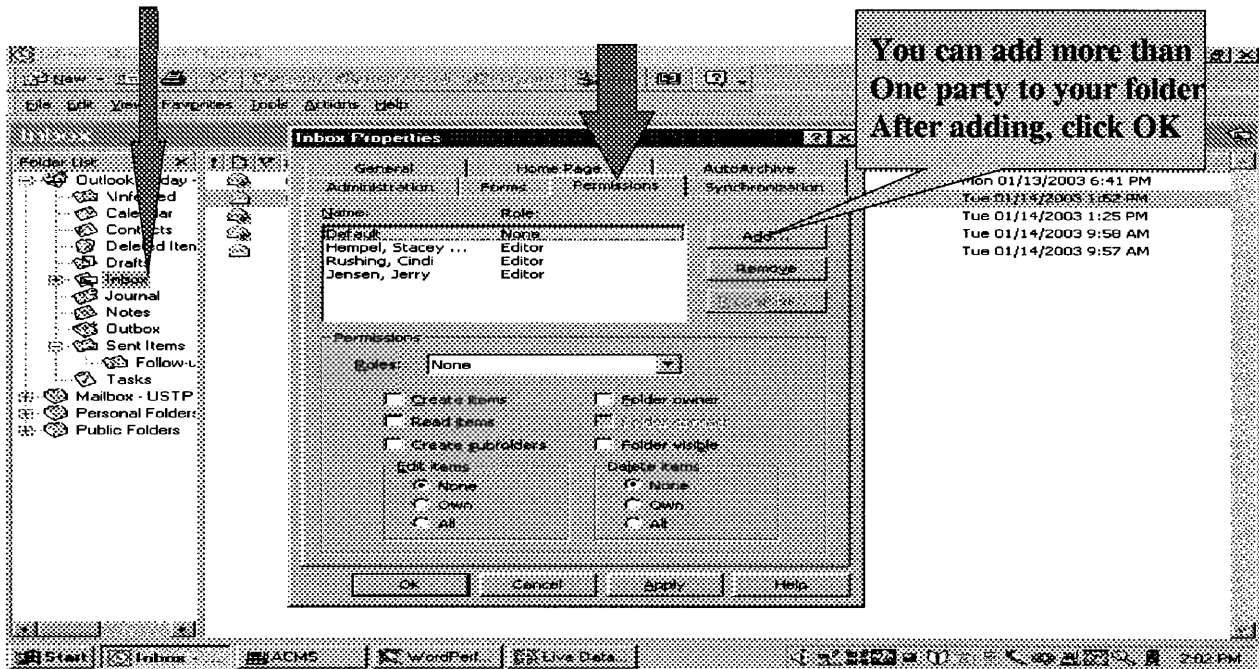 You can add more than
One party to your folder
After adding, click OK
New
File Edit View Favorites Tools Actions Help
Inbox
Folder List
Outlook
Calendar
Contacts
Drafts
Inbox
Journal
Notes
Outbox
Sent Items
Follow-u
Tasks
Mailbox - USTP
Personal Folders
Public Folders
Inbox Properties
General Home Page AutoArchive
Administration Forms Permissions Synchronization
Name: Role:
Default None
Hempel, Stacey ... Editor
Rushing, Cindi Editor
Jensen, Jerry Editor
Add
Remove
Permissions
Roles: None
Create items Folder owner
Read items
Create subfolders Folder visible
Edit items Delete items
None None
Own Own
All All
OK Cancel Apply Help
Mon 01/13/2003 6:41 PM
Tue 01/14/2003 1:52 PM
Tue 01/14/2003 1:25 PM
Tue 01/14/2003 9:58 AM
Tue 01/14/2003 9:57 AM
Start Inbox - ACMS WordPerf... Live Data... 2:02 PM